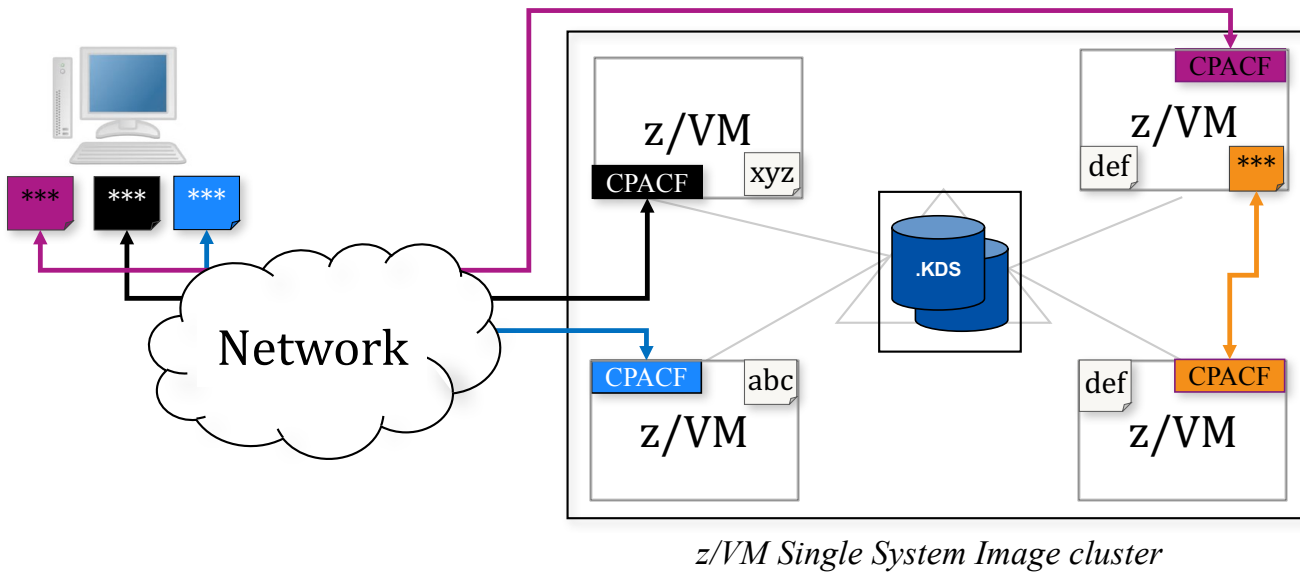 CPACF
z/VM
xyz
CPACF
CPACF
z/VM
def
***
*** *** ***
.KDS
Network
CPACF
abc
z/VM
def
CPACF
z/VM
z/VM Single System Image cluster